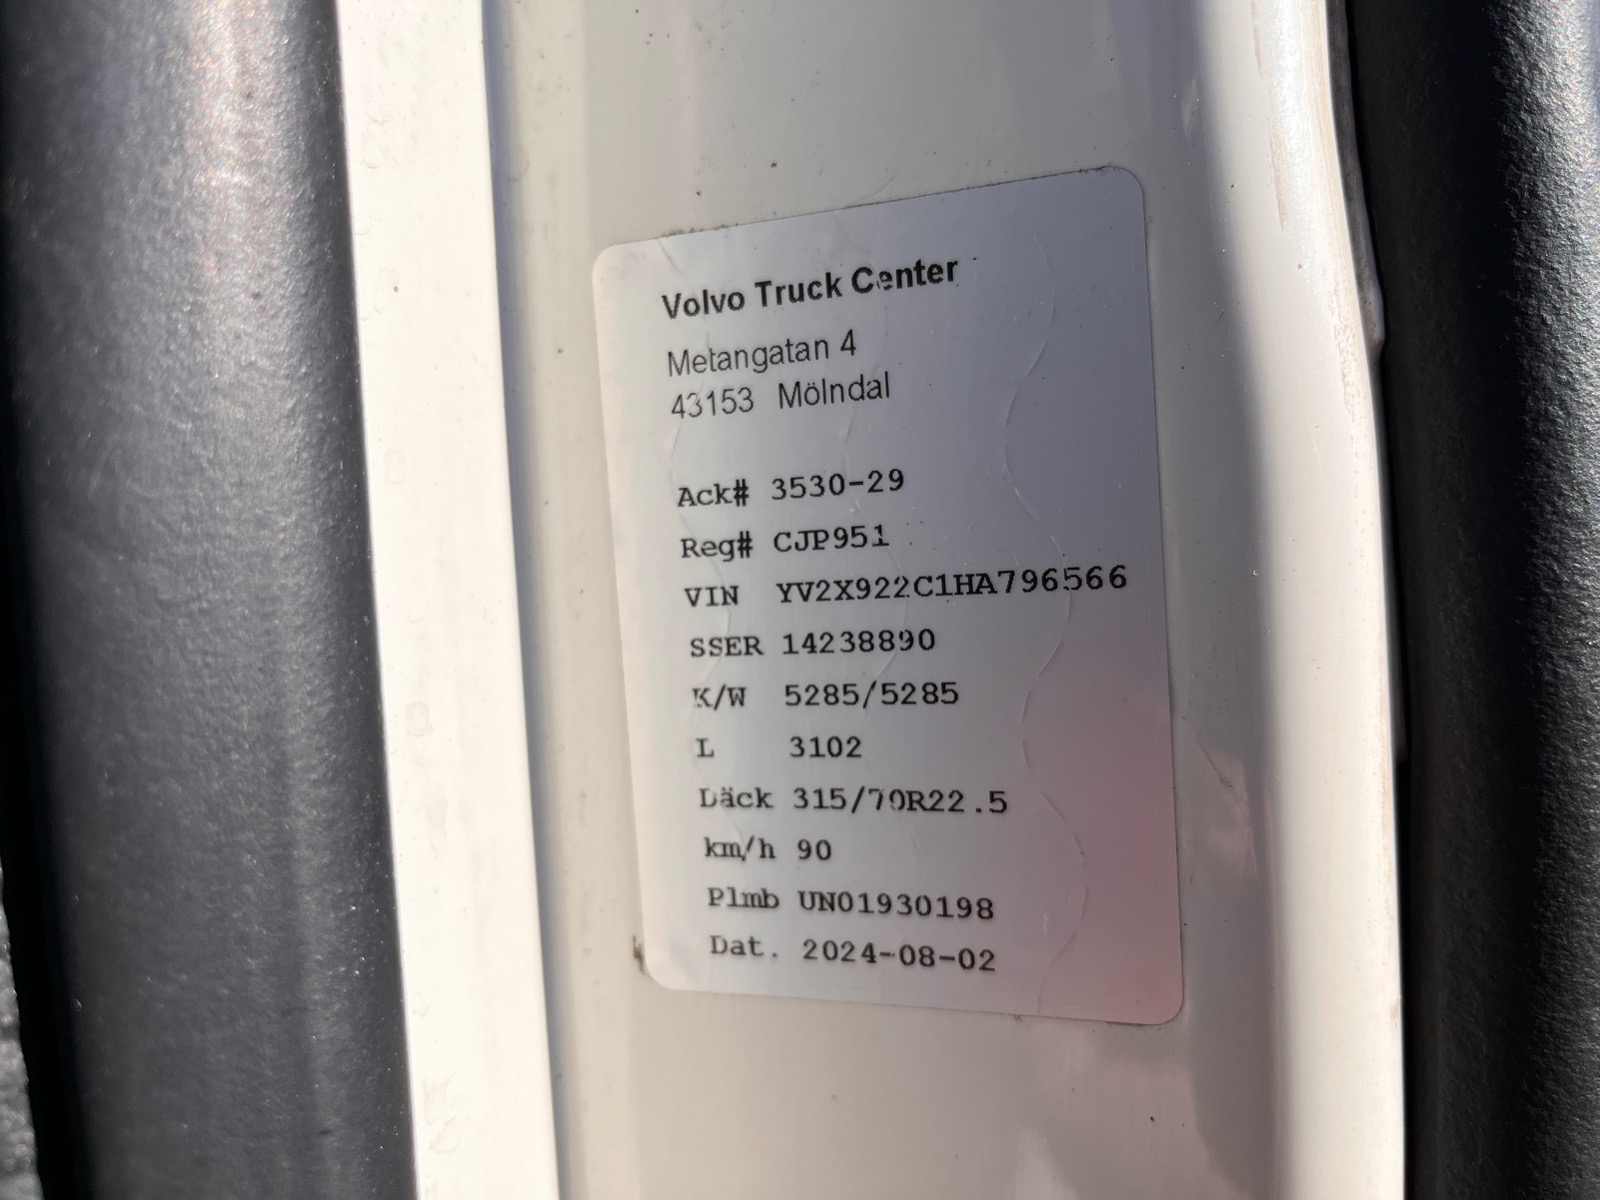 Volvo Truck Center
Metangatan 4
43153 Mölndal
Ack# 3530-29
Reg# CJP951
VIN YV2X922C1HA796566
SSER 14238890
K/W 5285/5285
L 3102
Däck 315/70R22.5
km/h 90
Plmb UN01930198
Dat. 2024-08-02